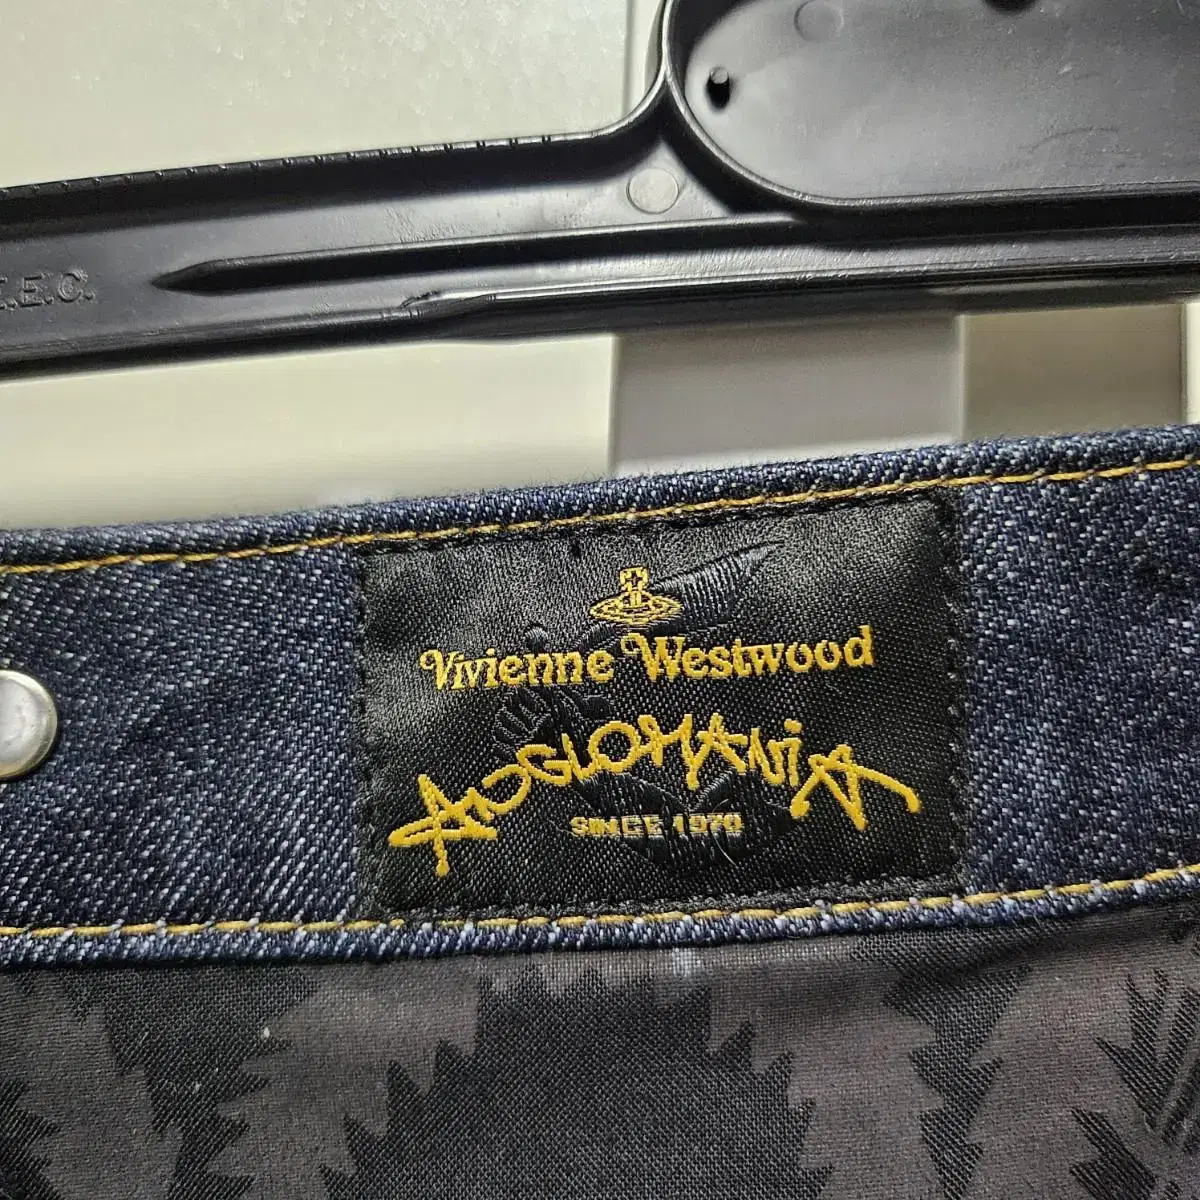 .E.C.
Vivienne Westwood
ANGLOMANiA
SINCE 1970